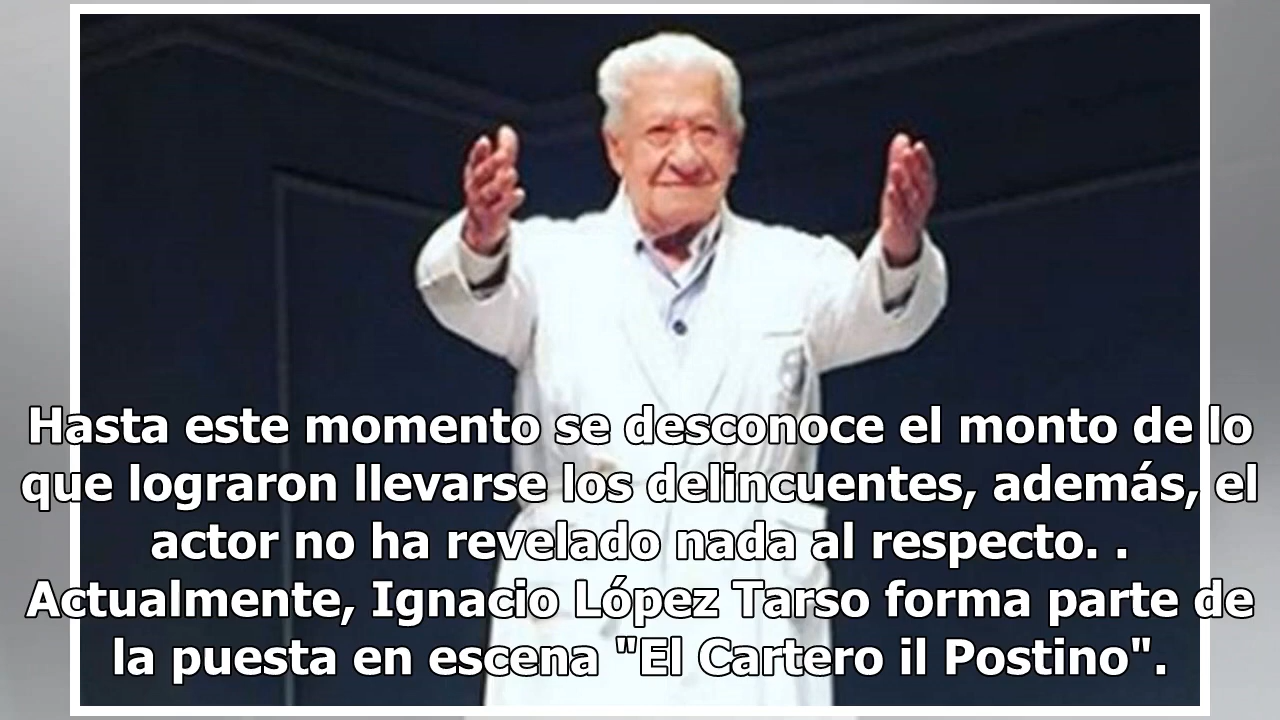 Hasta este momento se desconoce el monto de lo
que lograron llevarse los delincuentes, además, el
actor no ha revelado nada al respecto. .
Actualmente, Ignacio López Tarso forma parte de
la puesta en escena "El Cartero il Postino".